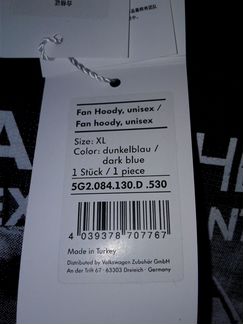 Fan Hoody, unisex /
Fan hoody, unisex
Size: XL
Color: dunkelblau /
dark blue
1 Stück / 1 piece
5G2.084.130.D .530
4 039378 707767
Made in Turkey
Distributed by Volkswagen Zubehör GmbH
An der Trift 67 · 63303 Dreieich · Germany